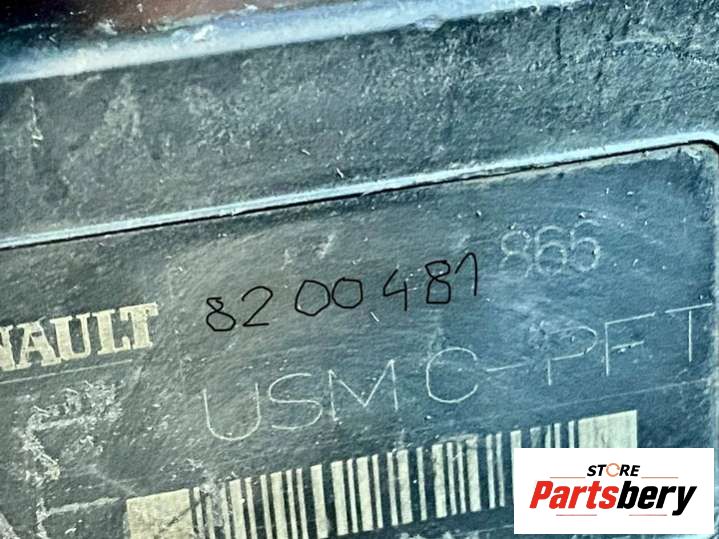 NAULT 8200481 866
USM C-PFT
STORE
Partsbery